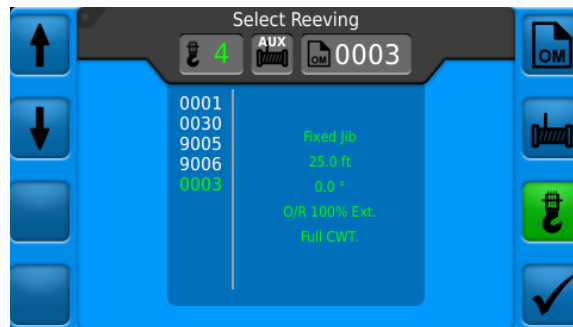 Select Reeving
4 AUX OM 0003
OM
0001
0030
9005
9006
0003
Fixed Jib
25.0 ft
0.0 °
O/R 100% Ext.
Full CWT.